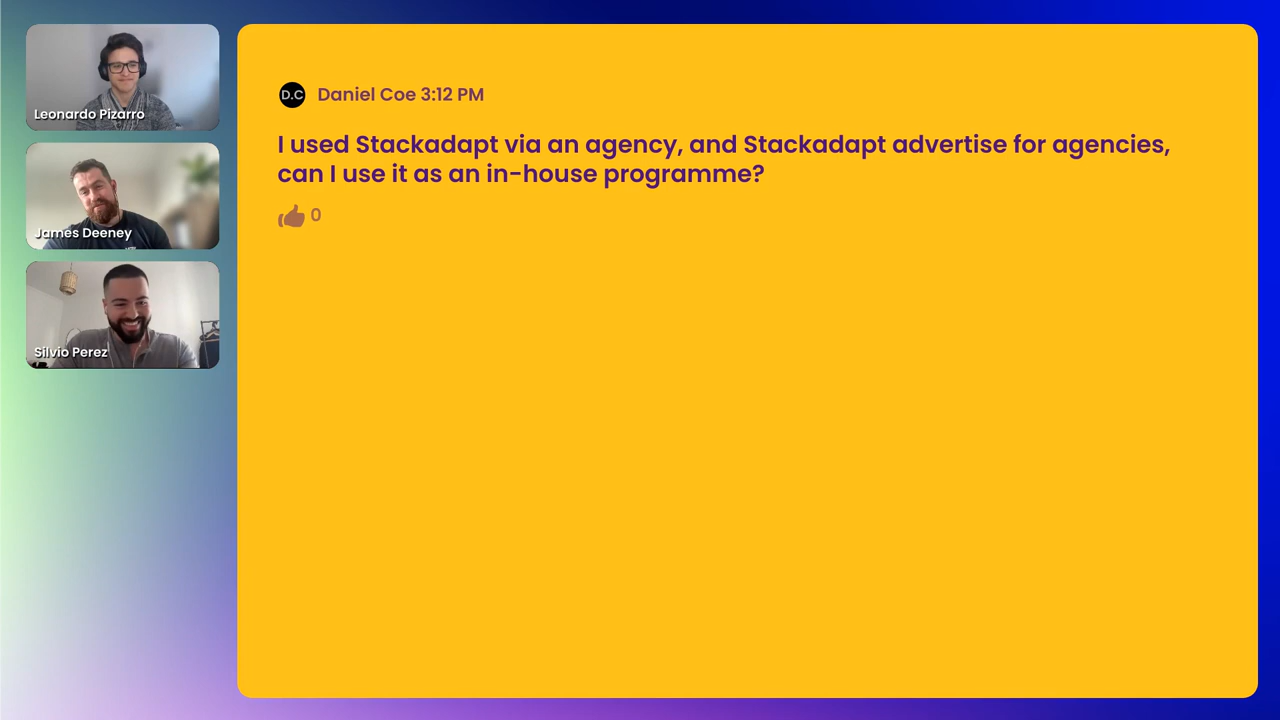 Leonardo Pizarro
James Deeney
Silvio Perez
D.C
Daniel Coe 3:12 PM
I used Stackadapt via an agency, and Stackadapt advertise for agencies,
can I use it as an in-house programme?
0